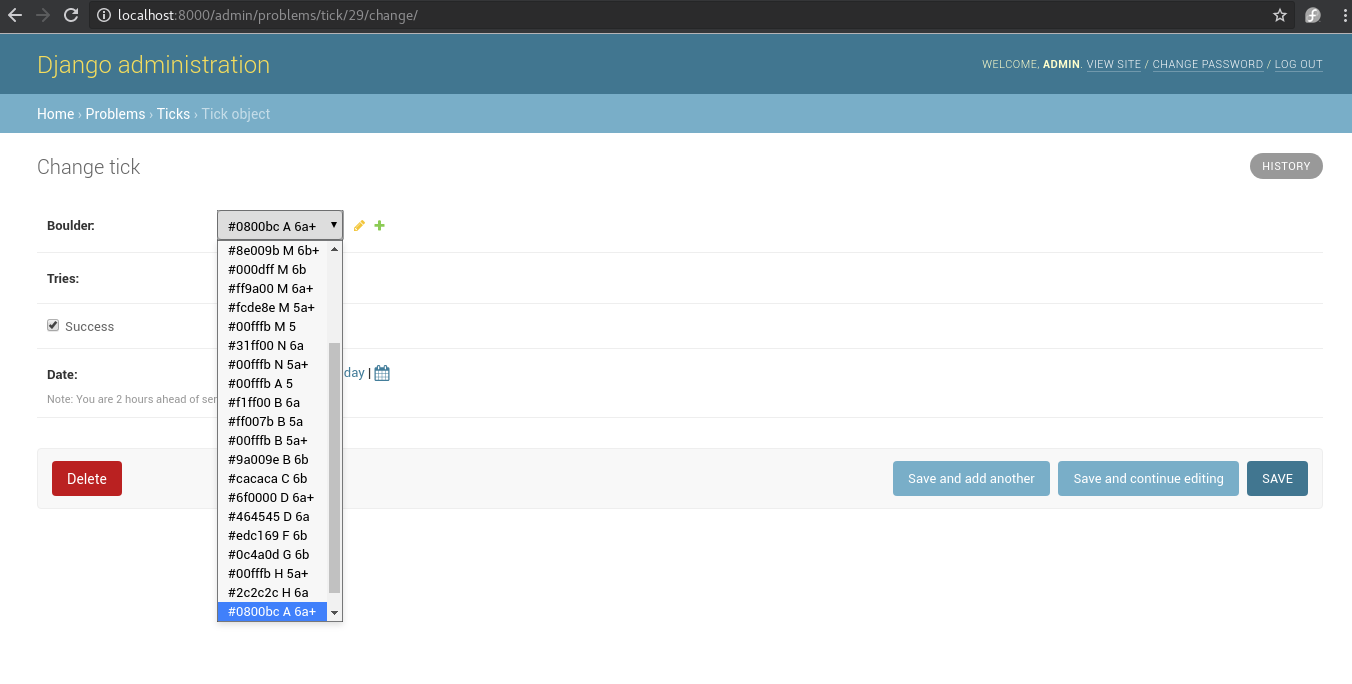 localhost:8000/admin/problems/tick/29/change/
Django administration
WELCOME, ADMIN. VIEW SITE / CHANGE PASSWORD / LOG OUT
Home › Problems › Ticks › Tick object
Change tick
HISTORY
Boulder:
#0800bc A 6a+
#8e009b M 6b+
#000dff M 6b
#ff9a00 M 6a+
#fcde8e M 5a+
#00fffb M 5
#31ff00 N 6a
#00fffb N 5a+
#00fffb A 5
#f1ff00 B 6a
#ff007b B 5a
#00fffb B 5a+
#9a009e B 6b
#cacaca C 6b
#6f0000 D 6a+
#464545 D 6a
#edc169 F 6b
#0c4a0d G 6b
#00fffb H 5a+
#2c2c2c H 6a
#0800bc A 6a+
Tries:
Success
Date:
day |
Note: You are 2 hours ahead of ser
Delete
Save and add another
Save and continue editing
SAVE